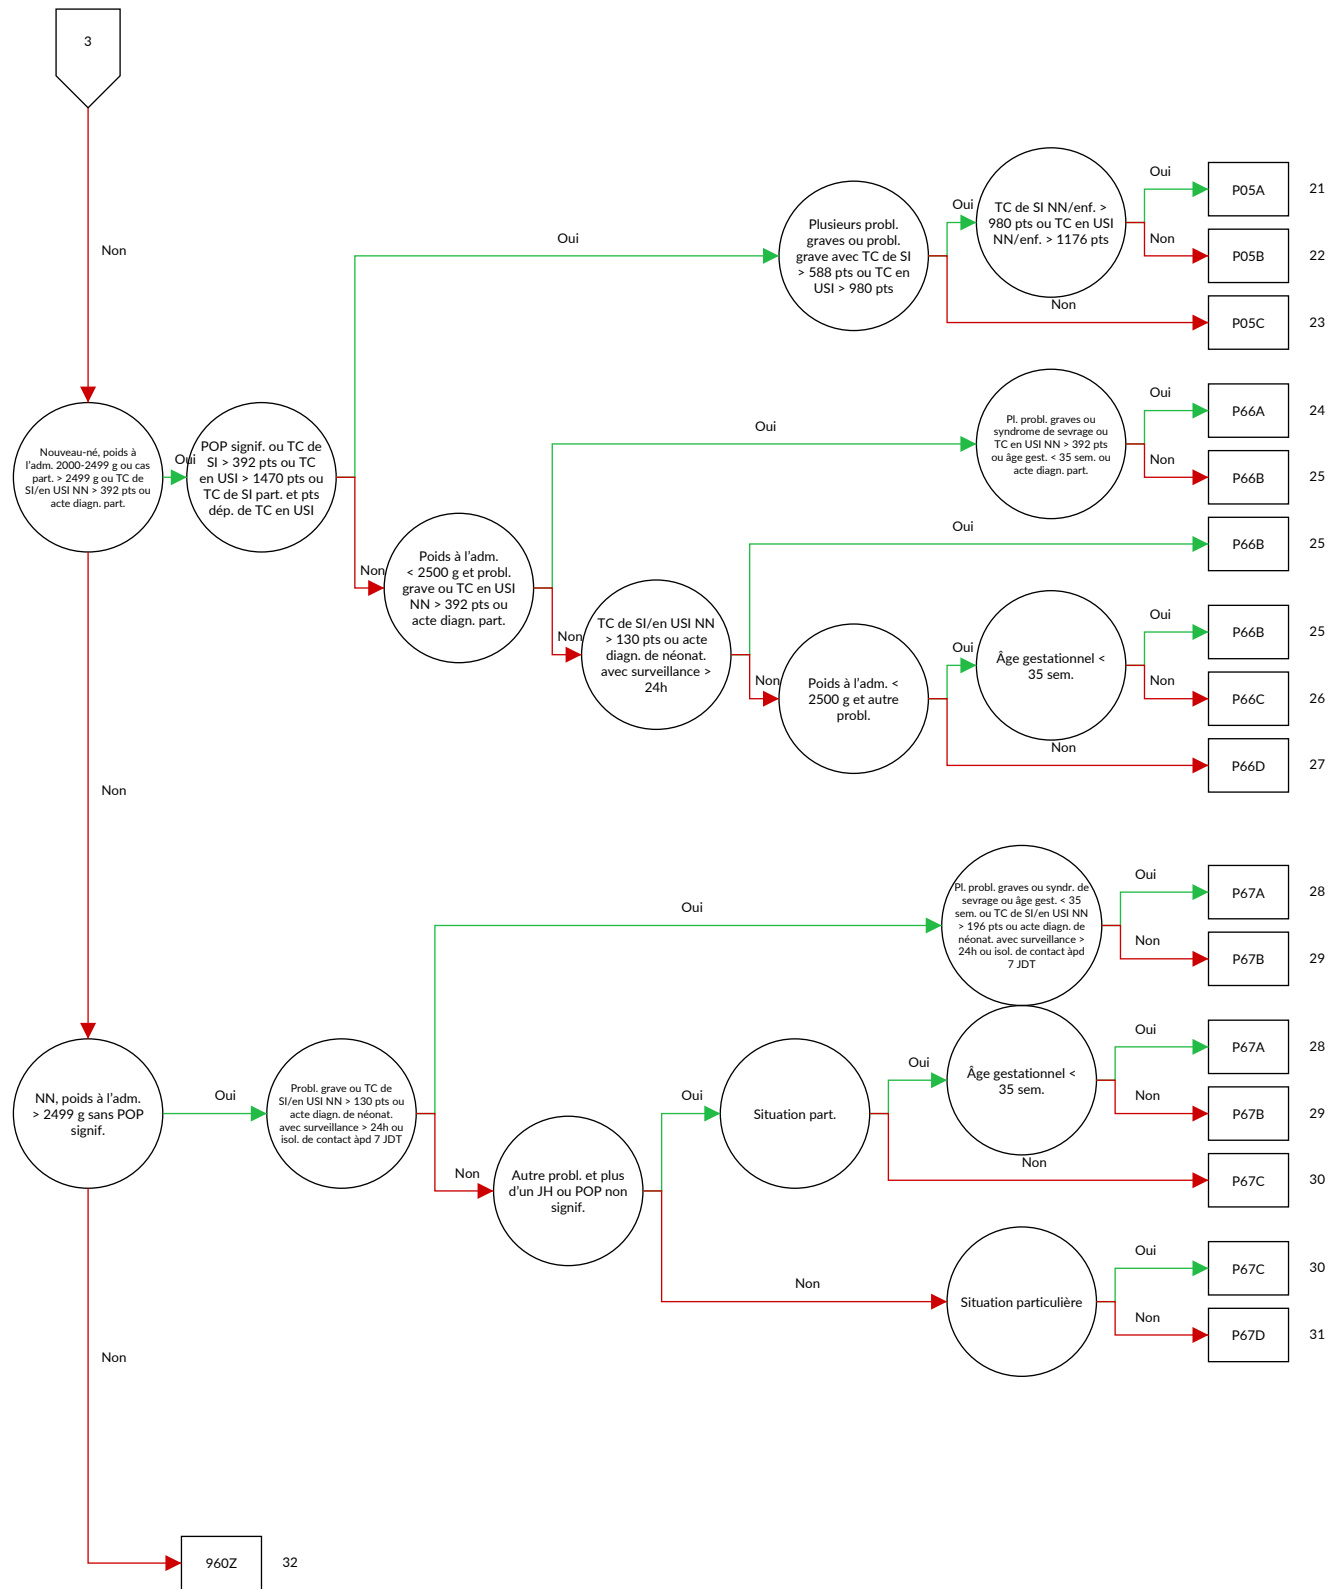 3
Non
Oui
Plusieurs probl.
graves ou probl.
grave avec TC de SI
> 588 pts ou TC en
USI > 980 pts
Oui
TC de SI NN/enf. >
980 pts ou TC en USI
NN/enf. > 1176 pts
Oui
P05A
21
Non
P05B
22
Non
P05C
23
Nouveau-né, poids à
l'adm. 2000-2499 g ou cas
part. > 2499 g ou TC de
SI/en USI NN > 392 pts ou
acte diagn. part.
Oui
POP signif. ou TC de
SI > 392 pts ou TC
en USI > 1470 pts ou
TC de SI part. et pts
dép. de TC en USI
Non
Poids à l'adm.
< 2500 g et probl.
grave ou TC en USI
NN > 392 pts ou
acte diagn. part.
Oui
Pl. probl. graves ou
syndrome de sevrage ou
TC en USI NN > 392 pts
ou âge gest. < 35 sem. ou
acte diagn. part.
Oui
P66A
24
Non
P66B
25
Non
TC de SI/en USI NN
> 130 pts ou acte
diagn. de néonat.
avec surveillance >
24h
Oui
P66B
25
Non
Poids à l'adm. <
2500 g et autre
probl.
Oui
Âge gestationnel <
35 sem.
Oui
P66B
25
Non
P66C
26
Non
P66D
27
Non
NN, poids à l'adm.
> 2499 g sans POP
signif.
Oui
Probl. grave ou TC de
SI/en USI NN > 130 pts ou
acte diagn. de néonat.
avec surveillance > 24h ou
isol. de contact àpd 7 JDT
Oui
Pl. probl. graves ou syndr. de
sevrage ou âge gest. < 35
sem. ou TC de SI/en USI NN
> 196 pts ou acte diagn. de
néonat. avec surveillance >
24h ou isol. de contact àpd
7 JDT
Oui
P67A
28
Non
P67B
29
Non
Autre probl. et plus
d'un JH ou POP non
signif.
Oui
Situation part.
Oui
Âge gestationnel <
35 sem.
Oui
P67A
28
Non
P67B
29
Non
P67C
30
Non
Situation particulière
Oui
P67C
30
Non
P67D
31
Non
960Z
32